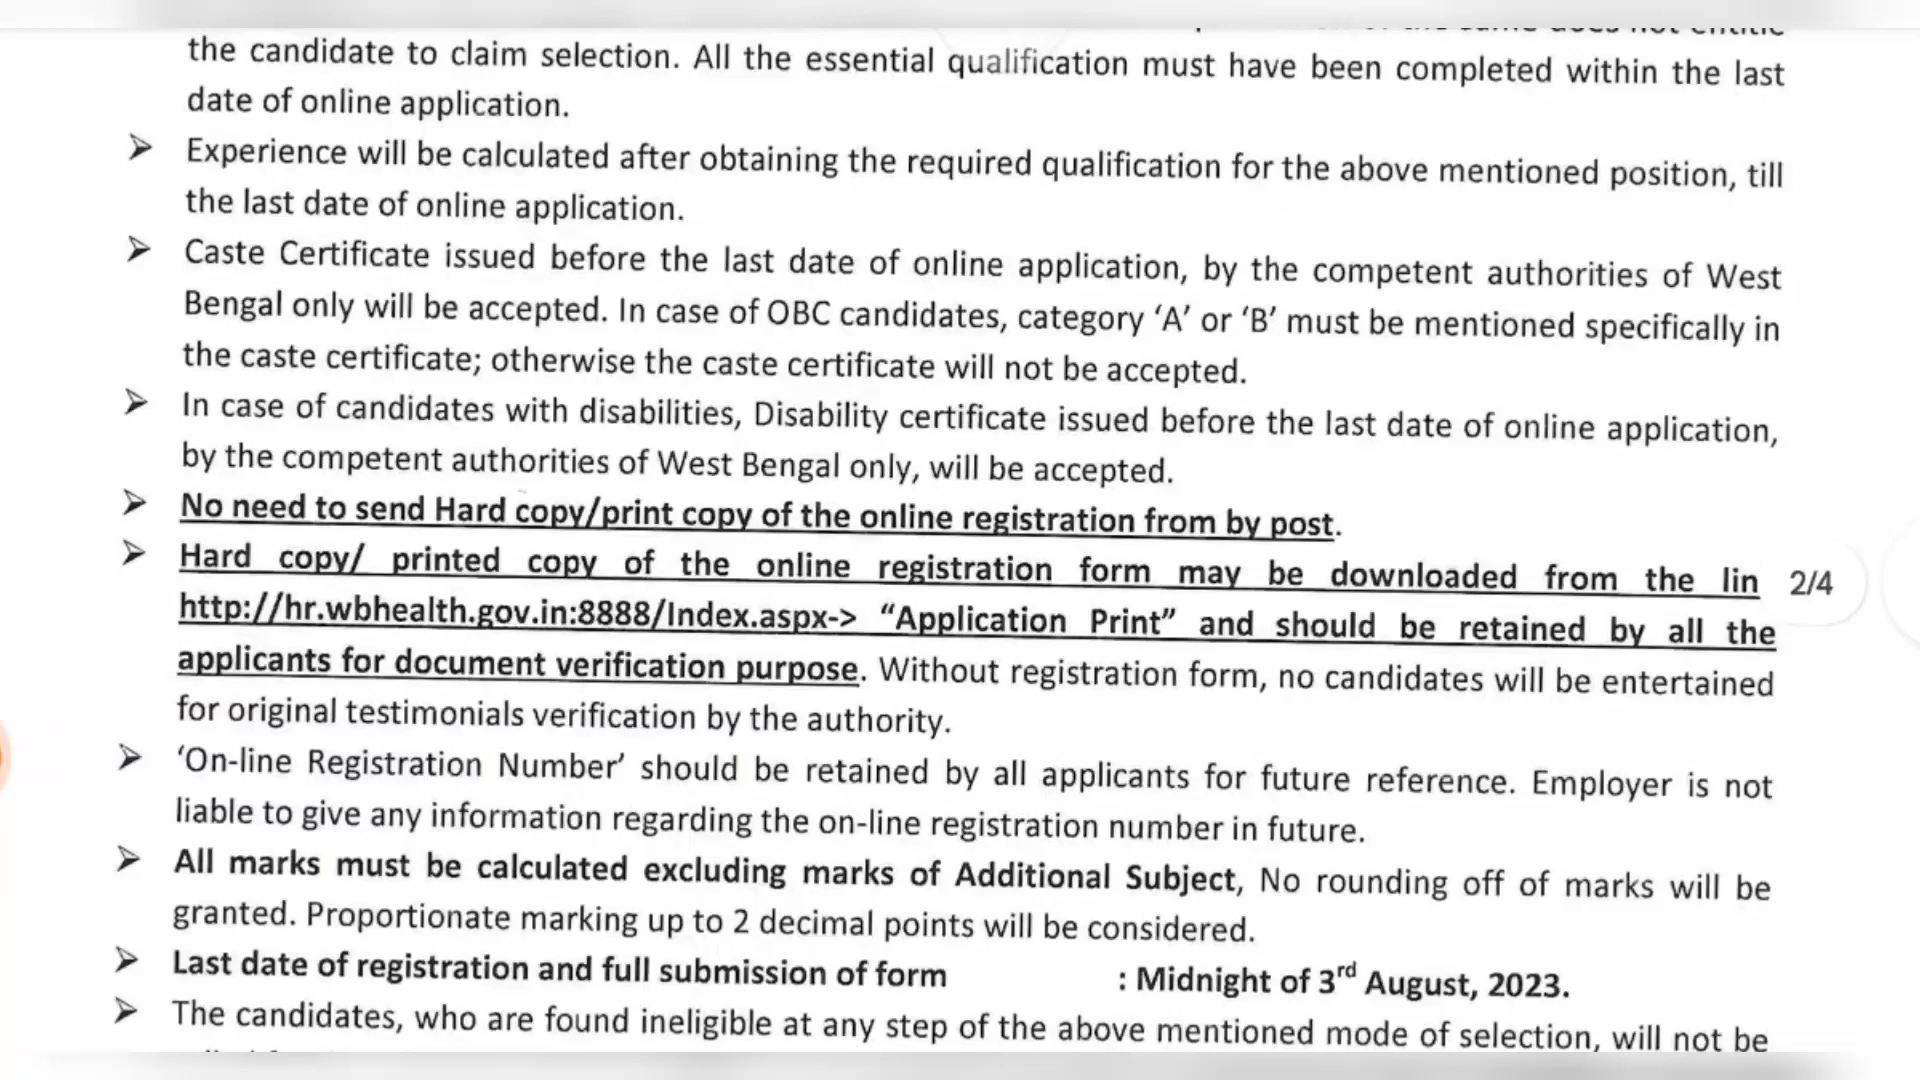 the same does not entitle
the candidate to claim selection. All the essential qualification must have been completed within the last
date of online application.
➢ Experience will be calculated after obtaining the required qualification for the above mentioned position, till
the last date of online application.
➢ Caste Certificate issued before the last date of online application, by the competent authorities of West
Bengal only will be accepted. In case of OBC candidates, category ‘A’ or ‘B’ must be mentioned specifically in
the caste certificate; otherwise the caste certificate will not be accepted.
➢ In case of candidates with disabilities, Disability certificate issued before the last date of online application,
by the competent authorities of West Bengal only, will be accepted.
➢ No need to send Hard copy/print copy of the online registration from by post.
➢ Hard copy/ printed copy of the online registration form may be downloaded from the lin 2/4
http://hr.wbhealth.gov.in:8888/Index.aspx-> “Application Print” and should be retained by all the
applicants for document verification purpose. Without registration form, no candidates will be entertained
for original testimonials verification by the authority.
➢ ‘On-line Registration Number’ should be retained by all applicants for future reference. Employer is not
liable to give any information regarding the on-line registration number in future.
➢ All marks must be calculated excluding marks of Additional Subject, No rounding off of marks will be
granted. Proportionate marking up to 2 decimal points will be considered.
➢ Last date of registration and full submission of form : Midnight of 3rd August, 2023.
➢ The candidates, who are found ineligible at any step of the above mentioned mode of selection, will not be